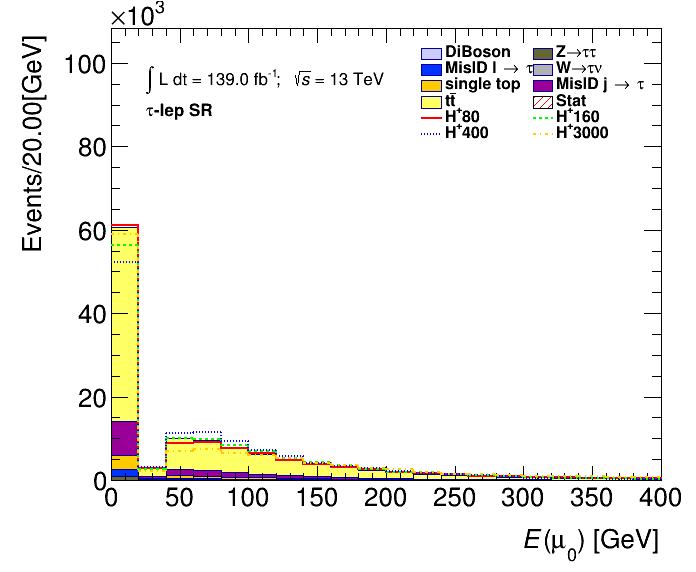 ×10³
Events/20.00[GeV]
100
80
60
40
20
0
∫ L dt = 139.0 fb⁻¹; √s = 13 TeV
τ-lep SR
DiBoson
Z→ττ
MisID l → τ
W→τν
single top
MisID j → τ
tt̄
Stat
H⁺80
H⁺160
H⁺400
H⁺3000
0 50 100 150 200 250 300 350 400
E(μ₀) [GeV]